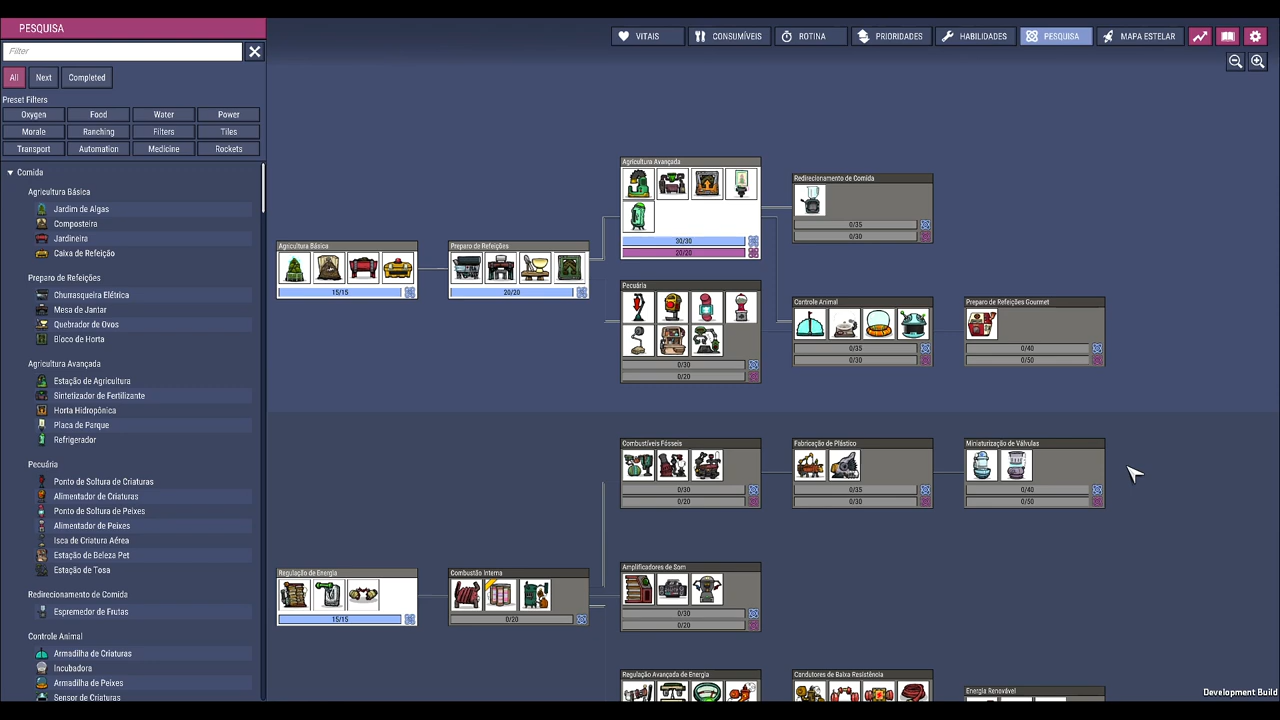 PESQUISA
VITAIS
CONSUMÍVEIS
ROTINA
PRIORIDADES
HABILIDADES
PESQUISA
MAPA ESTELAR
Filter
All
Next
Completed
Preset Filters
Oxygen
Food
Water
Power
Morale
Ranching
Filters
Tiles
Transport
Automation
Medicine
Rockets
Comida
Agricultura Básica
Jardim de Algas
Composteira
Jardineira
Caixa de Refeição
Preparo de Refeições
Churrasqueira Elétrica
Mesa de Jantar
Quebrador de Ovos
Bloco de Horta
Agricultura Avançada
Estação de Agricultura
Sintetizador de Fertilizante
Horta Hidropônica
Placa de Parque
Refrigerador
Pecuária
Ponto de Soltura de Criaturas
Alimentador de Criaturas
Ponto de Soltura de Peixes
Alimentador de Peixes
Isca de Criatura Aérea
Estação de Beleza Pet
Estação de Tosa
Redirecionamento de Comida
Espremedor de Frutas
Controle Animal
Armadilha de Criaturas
Incubadora
Armadilha de Peixes
Sensor de Criaturas
Agricultura Avançada
30/30
20/20
Redirecionamento de Comida
0/35
0/30
Agricultura Básica
15/15
Preparo de Refeições
20/20
Pecuária
0/30
0/20
Controle Animal
0/35
0/30
Preparo de Refeições Gourmet
0/40
0/50
Combustíveis Fósseis
0/30
0/20
Fabricação de Plástico
0/35
0/30
Miniaturização de Válvulas
0/40
0/50
Regulação de Energia
15/15
Combustão Interna
0/20
Amplificadores de Som
0/30
0/20
Regulação Avançada de Energia
Condutores de Baixa Resistência
Energia Renovável
Development Build